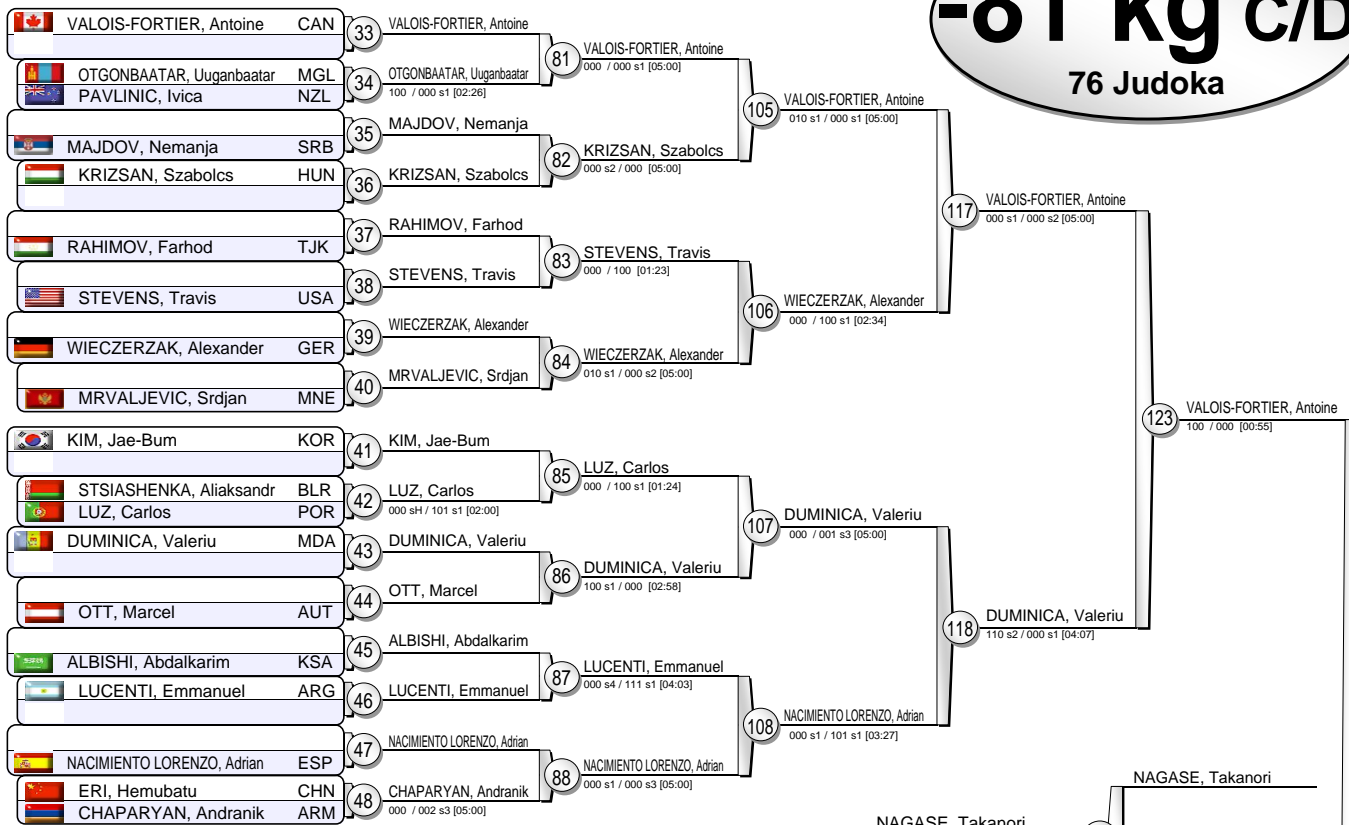 -81 kg C/D
76 Judoka
VALOIS-FORTIER, Antoine CAN
OTGONBAATAR, Uuganbaatar MGL
PAVLINIC, Ivica NZL
MAJDOV, Nemanja SRB
KRIZSAN, Szabolcs HUN
RAHIMOV, Farhod TJK
STEVENS, Travis USA
WIECZERZAK, Alexander GER
MRVALJEVIC, Srdjan MNE
KIM, Jae-Bum KOR
STSIASHENKA, Aliaksandr BLR
LUZ, Carlos POR
DUMINICA, Valeriu MDA
OTT, Marcel AUT
ALBISHI, Abdalkarim KSA
LUCENTI, Emmanuel ARG
NACIMIENTO LORENZO, Adrian ESP
ERI, Hemubatu CHN
CHAPARYAN, Andranik ARM
33 VALOIS-FORTIER, Antoine
34 OTGONBAATAR, Uuganbaatar
100 / 000 s1 [02:26]
35 MAJDOV, Nemanja
36 KRIZSAN, Szabolcs
37 RAHIMOV, Farhod
38 STEVENS, Travis
39 WIECZERZAK, Alexander
40 MRVALJEVIC, Srdjan
41 KIM, Jae-Bum
42 LUZ, Carlos
000 sH / 101 s1 [02:00]
43 DUMINICA, Valeriu
44 OTT, Marcel
45 ALBISHI, Abdalkarim
46 LUCENTI, Emmanuel
47 NACIMIENTO LORENZO, Adrian
48 CHAPARYAN, Andranik
000 / 002 s3 [05:00]
81 VALOIS-FORTIER, Antoine
000 / 000 s1 [05:00]
82 KRIZSAN, Szabolcs
000 s2 / 000 [05:00]
83 STEVENS, Travis
000 / 100 [01:23]
84 WIECZERZAK, Alexander
010 s1 / 000 s2 [05:00]
85 LUZ, Carlos
000 / 100 s1 [01:24]
86 DUMINICA, Valeriu
100 s1 / 000 [02:58]
87 LUCENTI, Emmanuel
000 s4 / 111 s1 [04:03]
88 NACIMIENTO LORENZO, Adrian
000 s1 / 000 s3 [05:00]
105 VALOIS-FORTIER, Antoine
010 s1 / 000 s1 [05:00]
106 WIECZERZAK, Alexander
000 / 100 s1 [02:34]
107 DUMINICA, Valeriu
000 / 001 s3 [05:00]
108 NACIMIENTO LORENZO, Adrian
000 s1 / 101 s1 [03:27]
117 VALOIS-FORTIER, Antoine
000 s1 / 000 s2 [05:00]
118 DUMINICA, Valeriu
110 s2 / 000 s1 [04:07]
123 VALOIS-FORTIER, Antoine
100 / 000 [00:55]
NAGASE, Takanori
NAGASE, Takanori